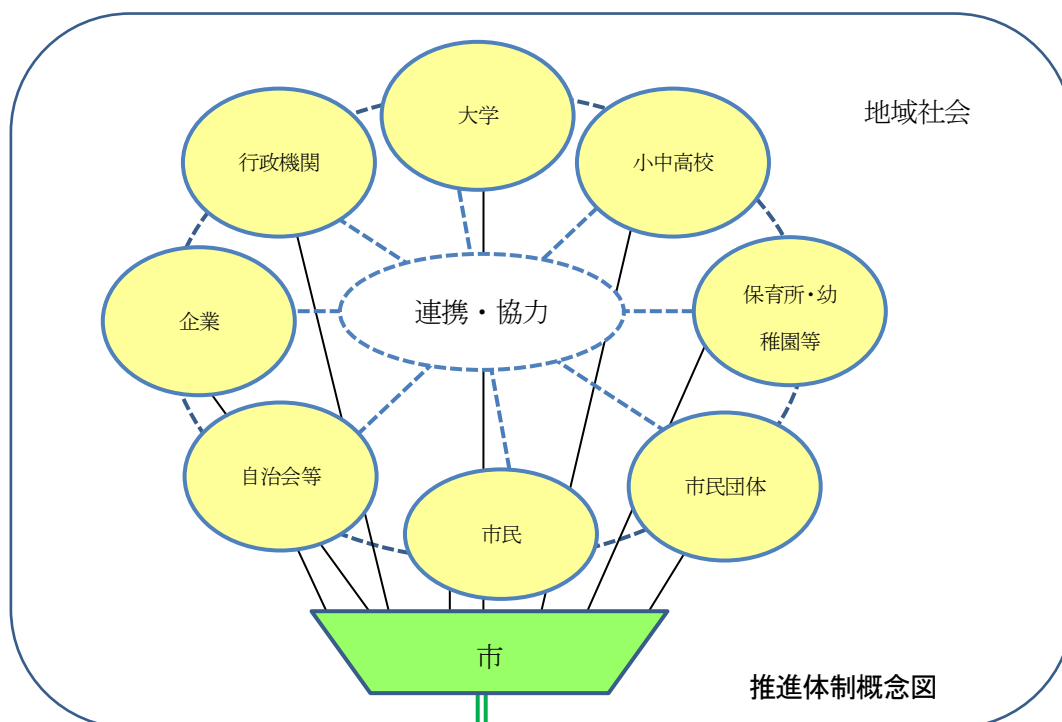 大学
地域社会
行政機関
小中高校
企業
連携・協力
保育所・幼
稚園等
自治会等
市民団体
市民
市
推進体制概念図